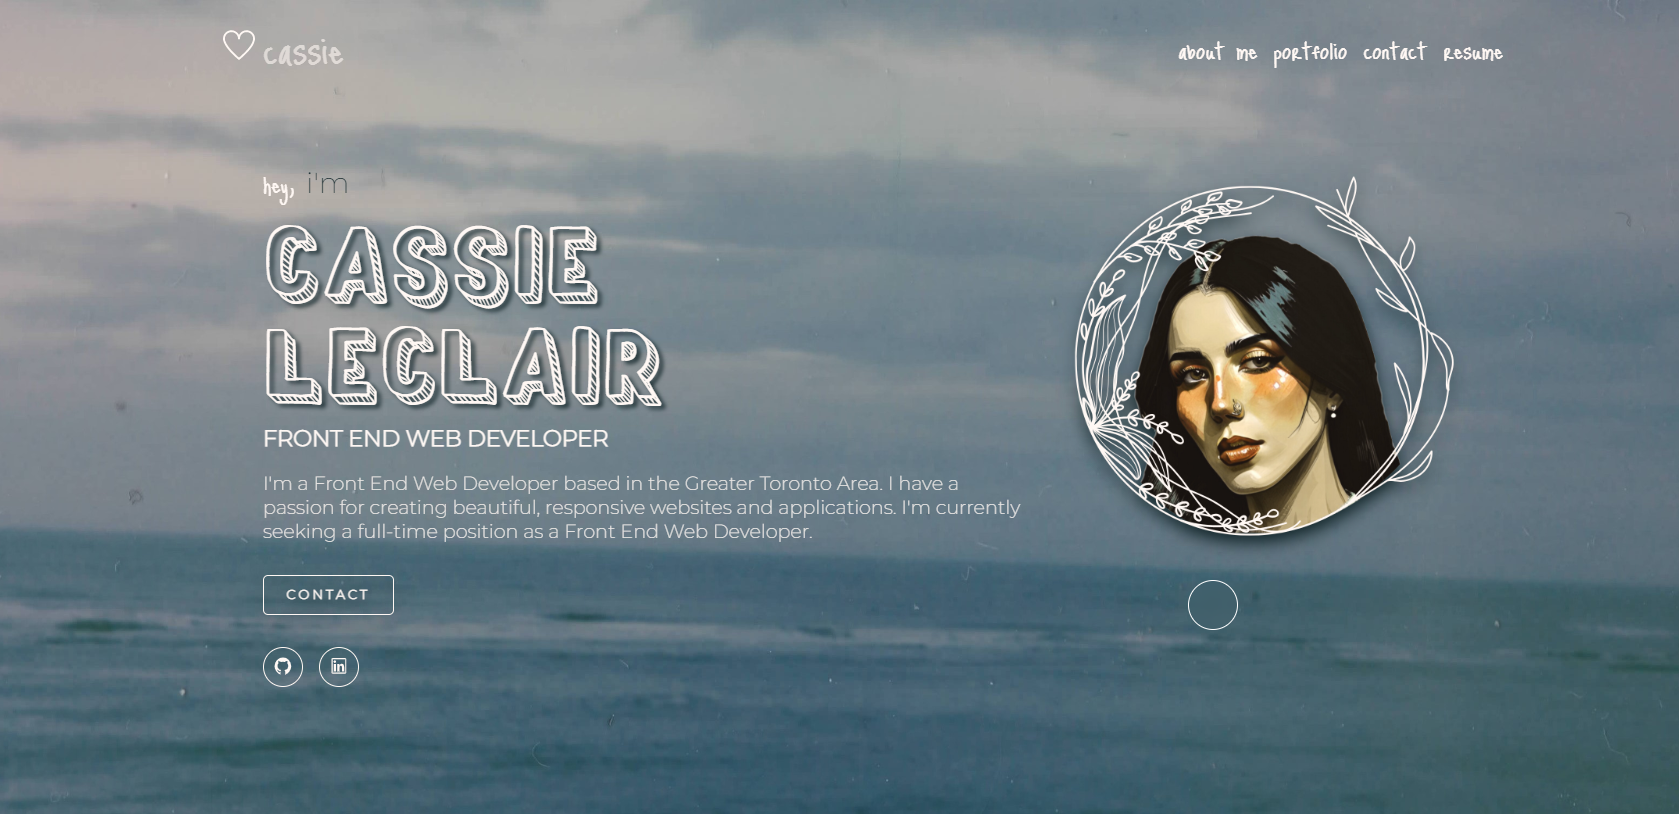 cassie
about me portfolio contact resume
hey, i'm
CASSIE
LECLAIR
FRONT END WEB DEVELOPER
I'm a Front End Web Developer based in the Greater Toronto Area. I have a
passion for creating beautiful, responsive websites and applications. I'm currently
seeking a full-time position as a Front End Web Developer.
CONTACT
in